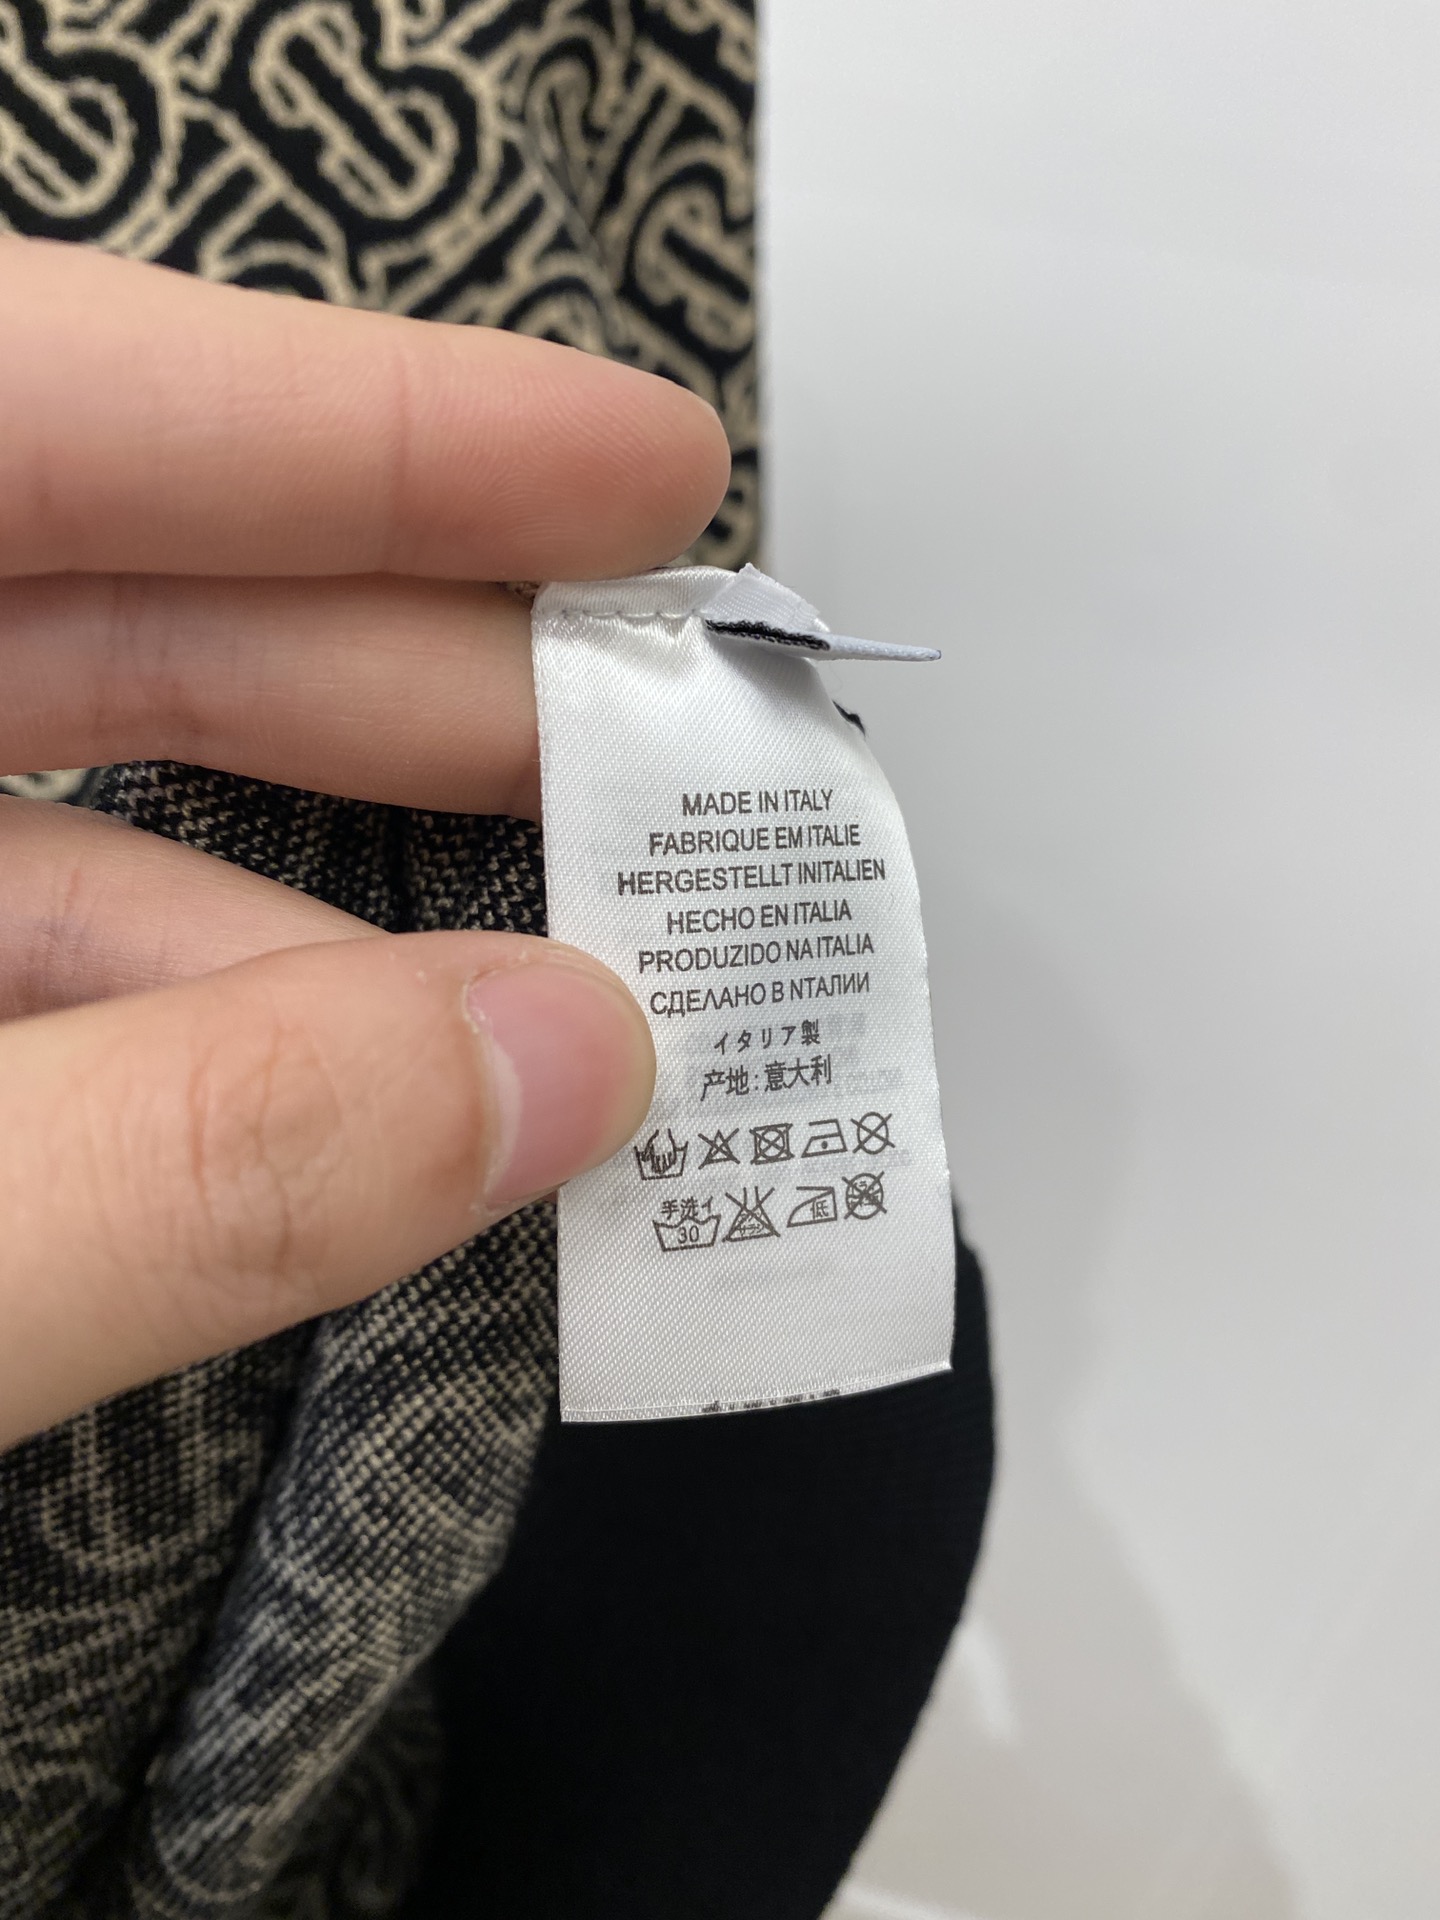 MADE IN ITALY
FABRIQUE EM ITALIE
HERGESTELLT INITALIEN
HECHO EN ITALIA
PRODUZIDO NA ITALIA
СДЕЛАНО В NТАЛИИ
イタリア製
产地:意大利
手洗イ
30
低